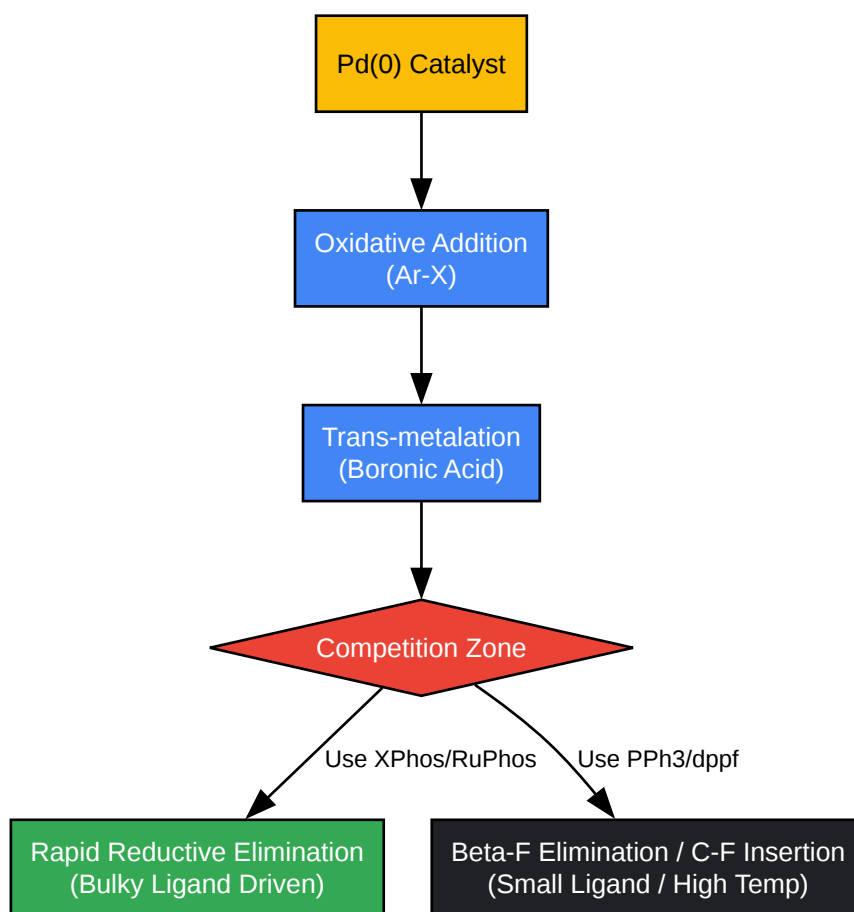 Pd(0) Catalyst
Oxidative Addition
(Ar-X)
Trans-metalation
(Boronic Acid)
Competition Zone
Use XPhos/RuPhos
Use PPh3/dppf
Rapid Reductive Elimination
(Bulky Ligand Driven)
Beta-F Elimination / C-F Insertion
(Small Ligand / High Temp)